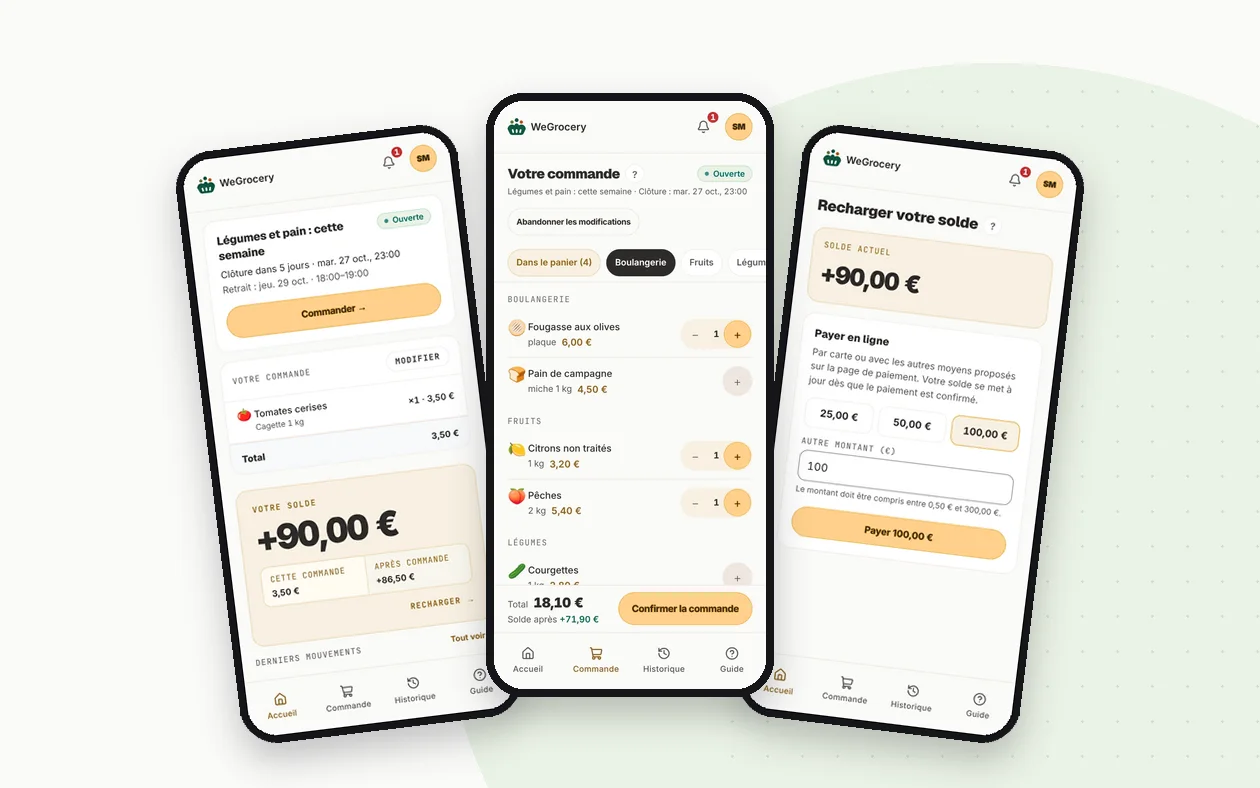 WeGrocery
1
SM
Légumes et pain : cette
semaine
Ouverte
Clôture dans 5 jours · mar. 27 oct., 23:00
Retrait : jeu. 29 oct. · 18:00–19:00
Commander →
VOTRE COMMANDE
MODIFIER
Tomates cerises
×1 · 3,50 €
Cagette 1 kg
Total
3,50 €
VOTRE SOLDE
+90,00 €
CETTE COMMANDE
3,50 €
APRÈS COMMANDE
+86,50 €
RECHARGER →
DERNIERS MOUVEMENTS
Tout voir
Accueil
Commande
Historique
Guide
WeGrocery
1
SM
Votre commande ?
Ouverte
Légumes et pain : cette semaine · Clôture : mar. 27 oct., 23:00
Abandonner les modifications
Dans le panier (4)
Boulangerie
Fruits
Légum
BOULANGERIE
Fougasse aux olives
plaque 6,00 €
− 1 +
Pain de campagne
miche 1 kg 4,50 €
+
FRUITS
Citrons non traités
1 kg 3,20 €
− 1 +
Pêches
2 kg 5,40 €
− 1 +
LÉGUMES
Courgettes
1 kg 2,80 €
+
Total 18,10 €
Solde après +71,90 €
Confirmer la commande
Accueil
Commande
Historique
Guide
WeGrocery
1
SM
Recharger votre solde ?
SOLDE ACTUEL
+90,00 €
Payer en ligne
Par carte ou avec les autres moyens proposés
sur la page de paiement. Votre solde se met à
jour dès que le paiement est confirmé.
25,00 €
50,00 €
100,00 €
AUTRE MONTANT (€)
100
Le montant doit être compris entre 0,50 € et 300,00 €.
Payer 100,00 €
Accueil
Commande
Historique
Guide